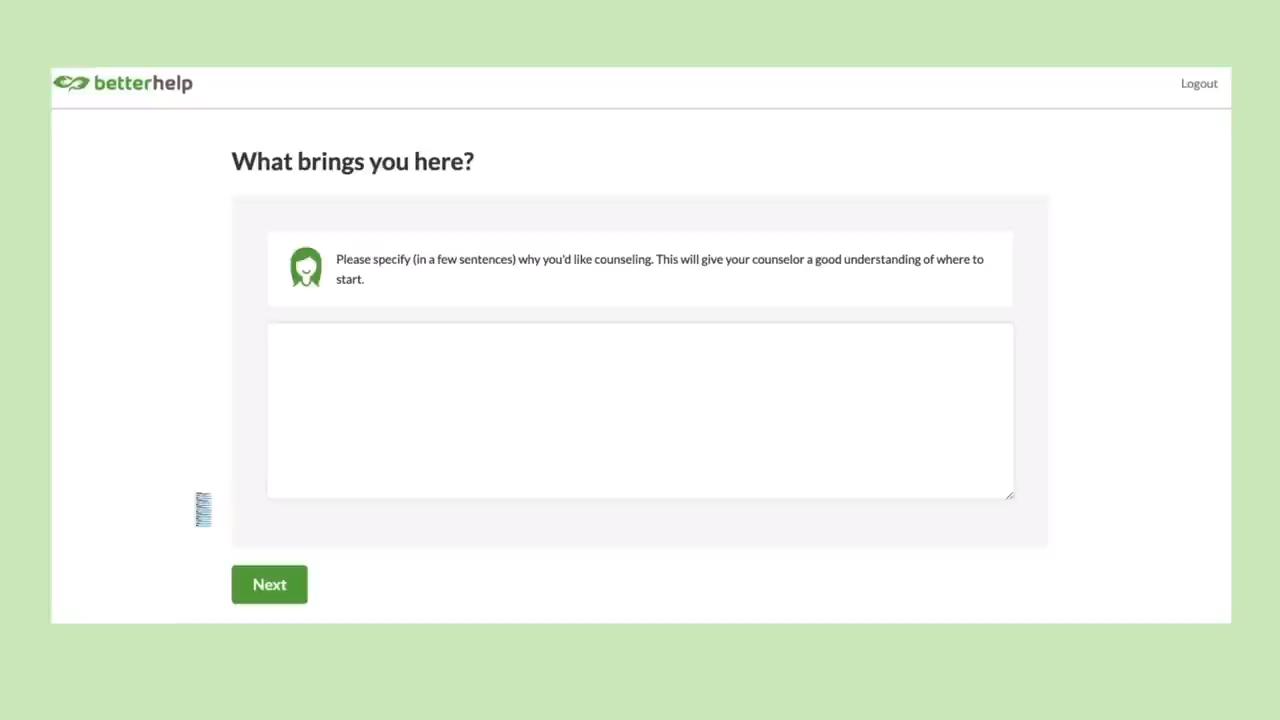 betterhelp
Logout
What brings you here?
Please specify (in a few sentences) why you'd like counseling. This will give your counselor a good understanding of where to
start.
Next